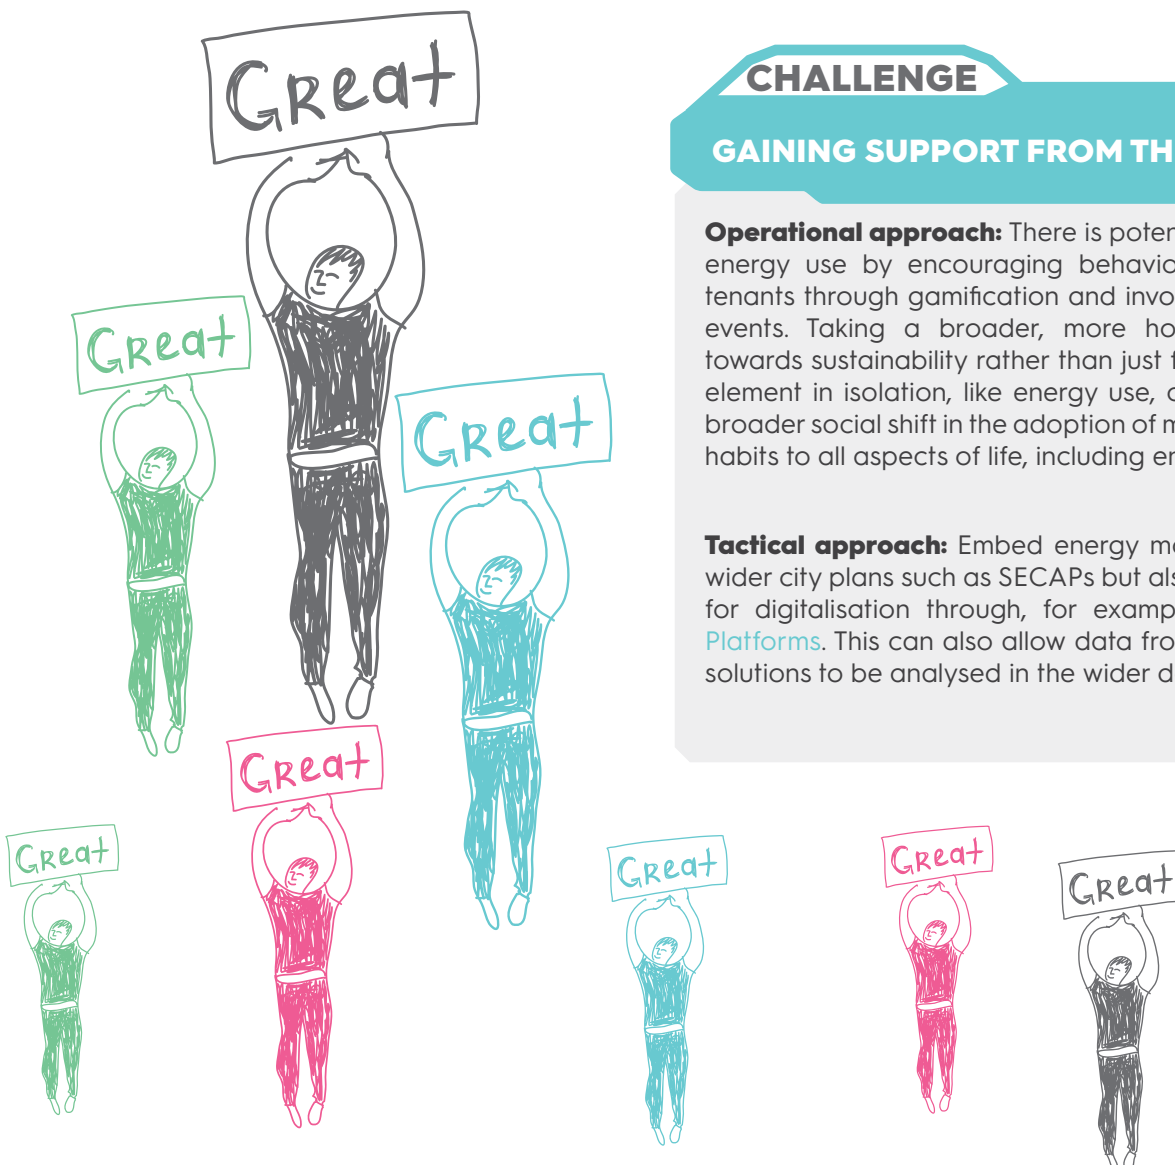 Great
Great
Great
Great
Great
Great
Great
Great
CHALLENGE
GAINING SUPPORT FROM TH
Operational approach: There is poten
energy use by encouraging behavio
tenants through gamification and invo
events. Taking a broader, more ho
towards sustainability rather than just f
element in isolation, like energy use, c
broader social shift in the adoption of m
habits to all aspects of life, including en
Tactical approach: Embed energy mo
wider city plans such as SECAPs but als
for digitalisation through, for examp
Platforms. This can also allow data fro
solutions to be analysed in the wider d